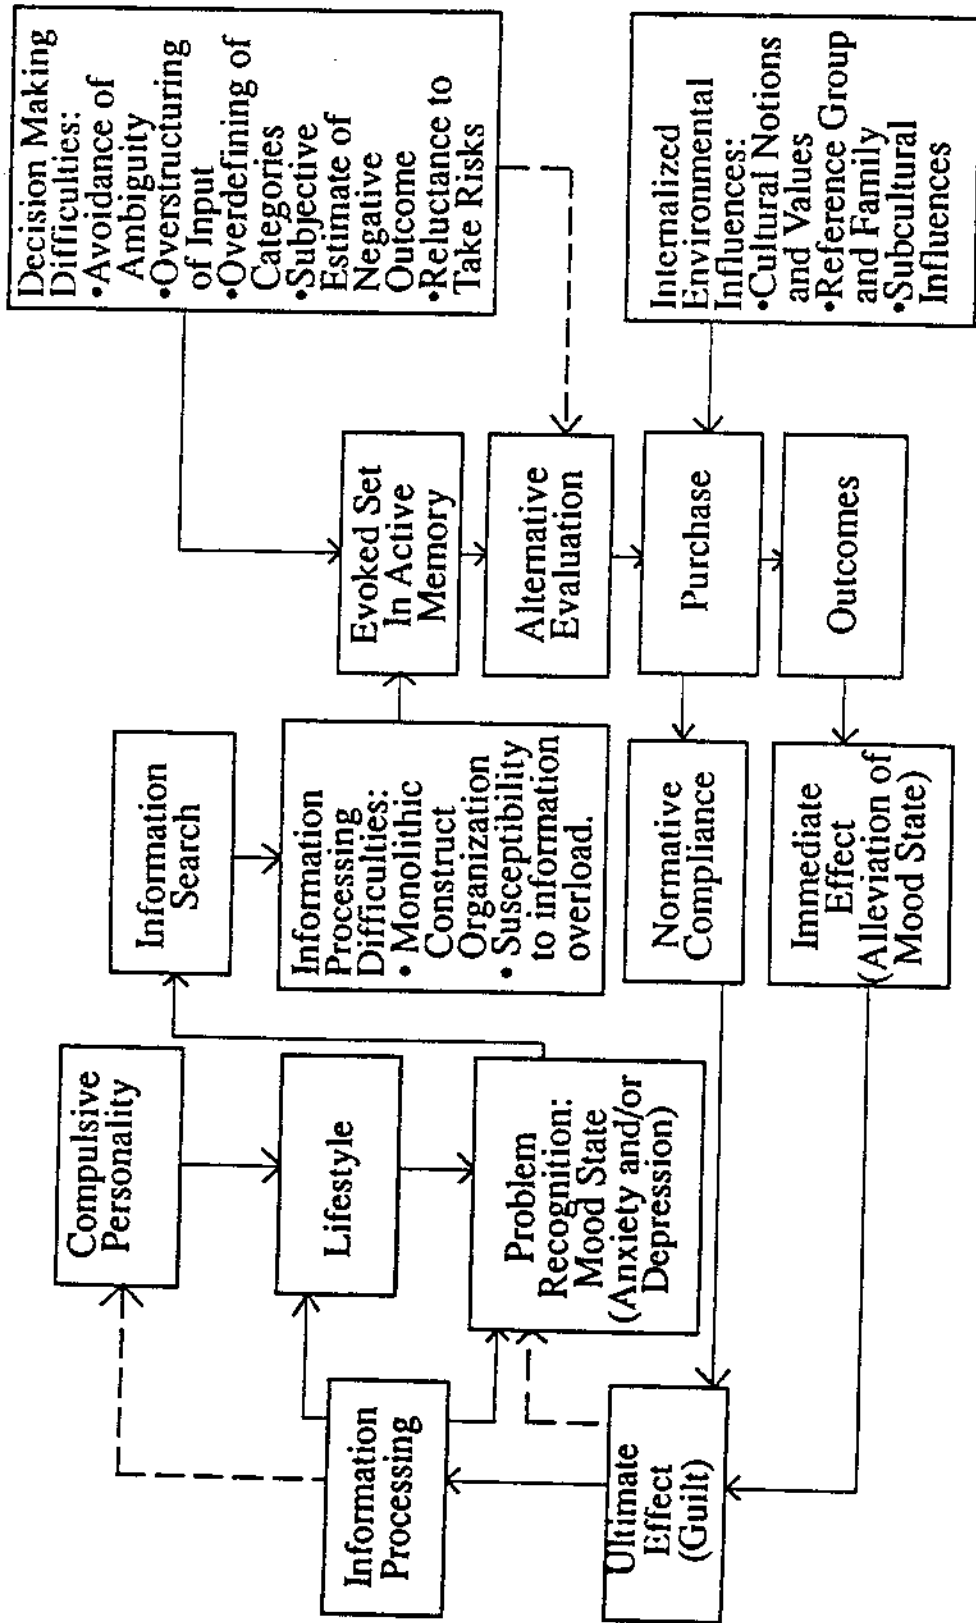 Compulsive
Personality
Lifestyle
Problem
Recognition:
Mood State
(Anxiety and/or
Depression)
Information
Processing
Ultimate
Effect
(Guilt)
Information
Search
Information
Processing
Difficulties:
• Monolithic
Construct
Organization
• Susceptibility
to information
overload.
Normative
Compliance
Immediate
Effect
(Alleviation of
Mood State)
Evoked Set
In Active
Memory
Alternative
Evaluation
Purchase
Outcomes
Decision Making
Difficulties:
•Avoidance of
Ambiguity
•Overstructuring
of Input
•Overdefining of
Categories
•Subjective
Estimate of
Negative
Outcome
•Reluctance to
Take Risks
Internalized
Environmental
Influences:
•Cultural Notions
and Values
•Reference Group
and Family
•Subcultural
Influences